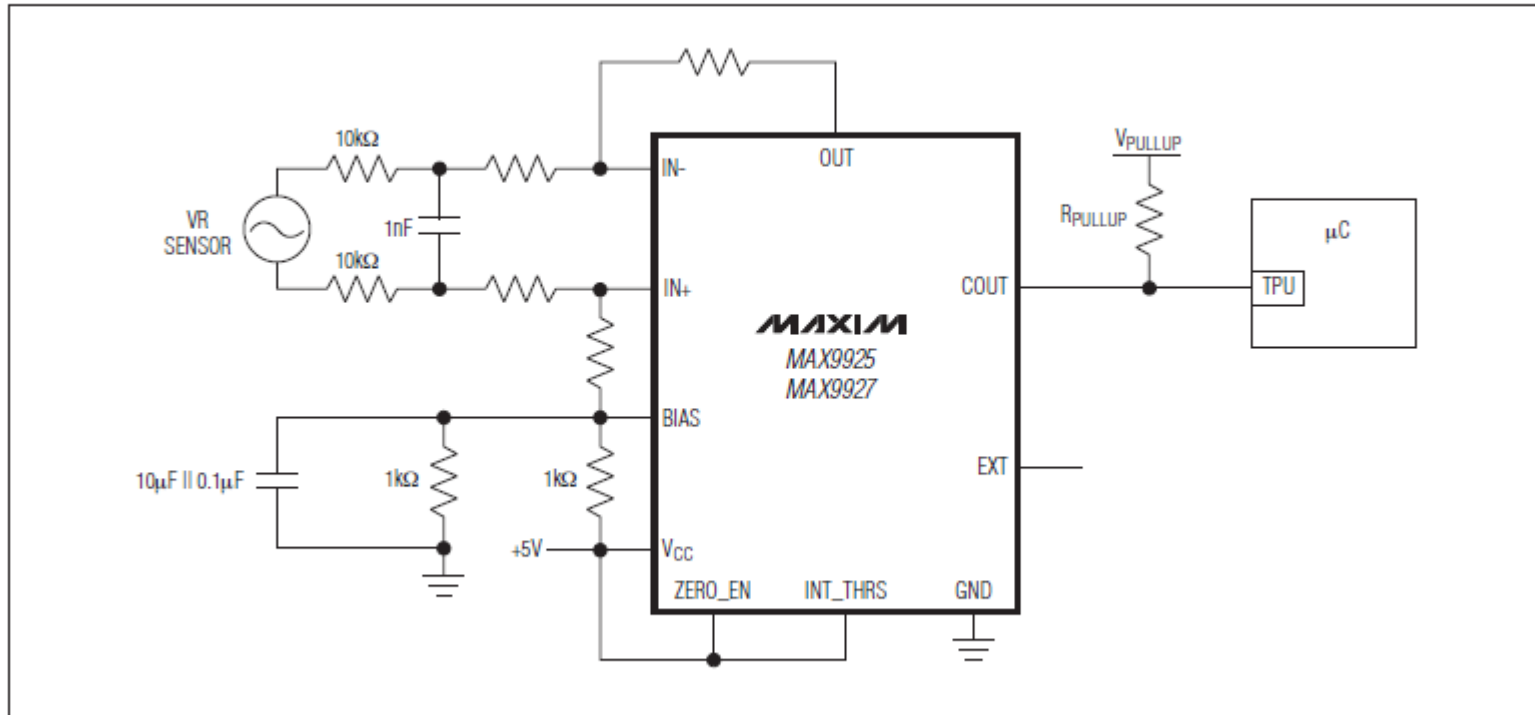 10kΩ
IN-
OUT
VPULLUP
RPULLUP
VR
SENSOR
1nF
µC
10kΩ
IN+
COUT
TPU
MAXIM
MAX9925
MAX9927
BIAS
10µF II 0.1µF
1kΩ
1kΩ
EXT
+5V
VCC
ZERO_EN
INT_THRS
GND